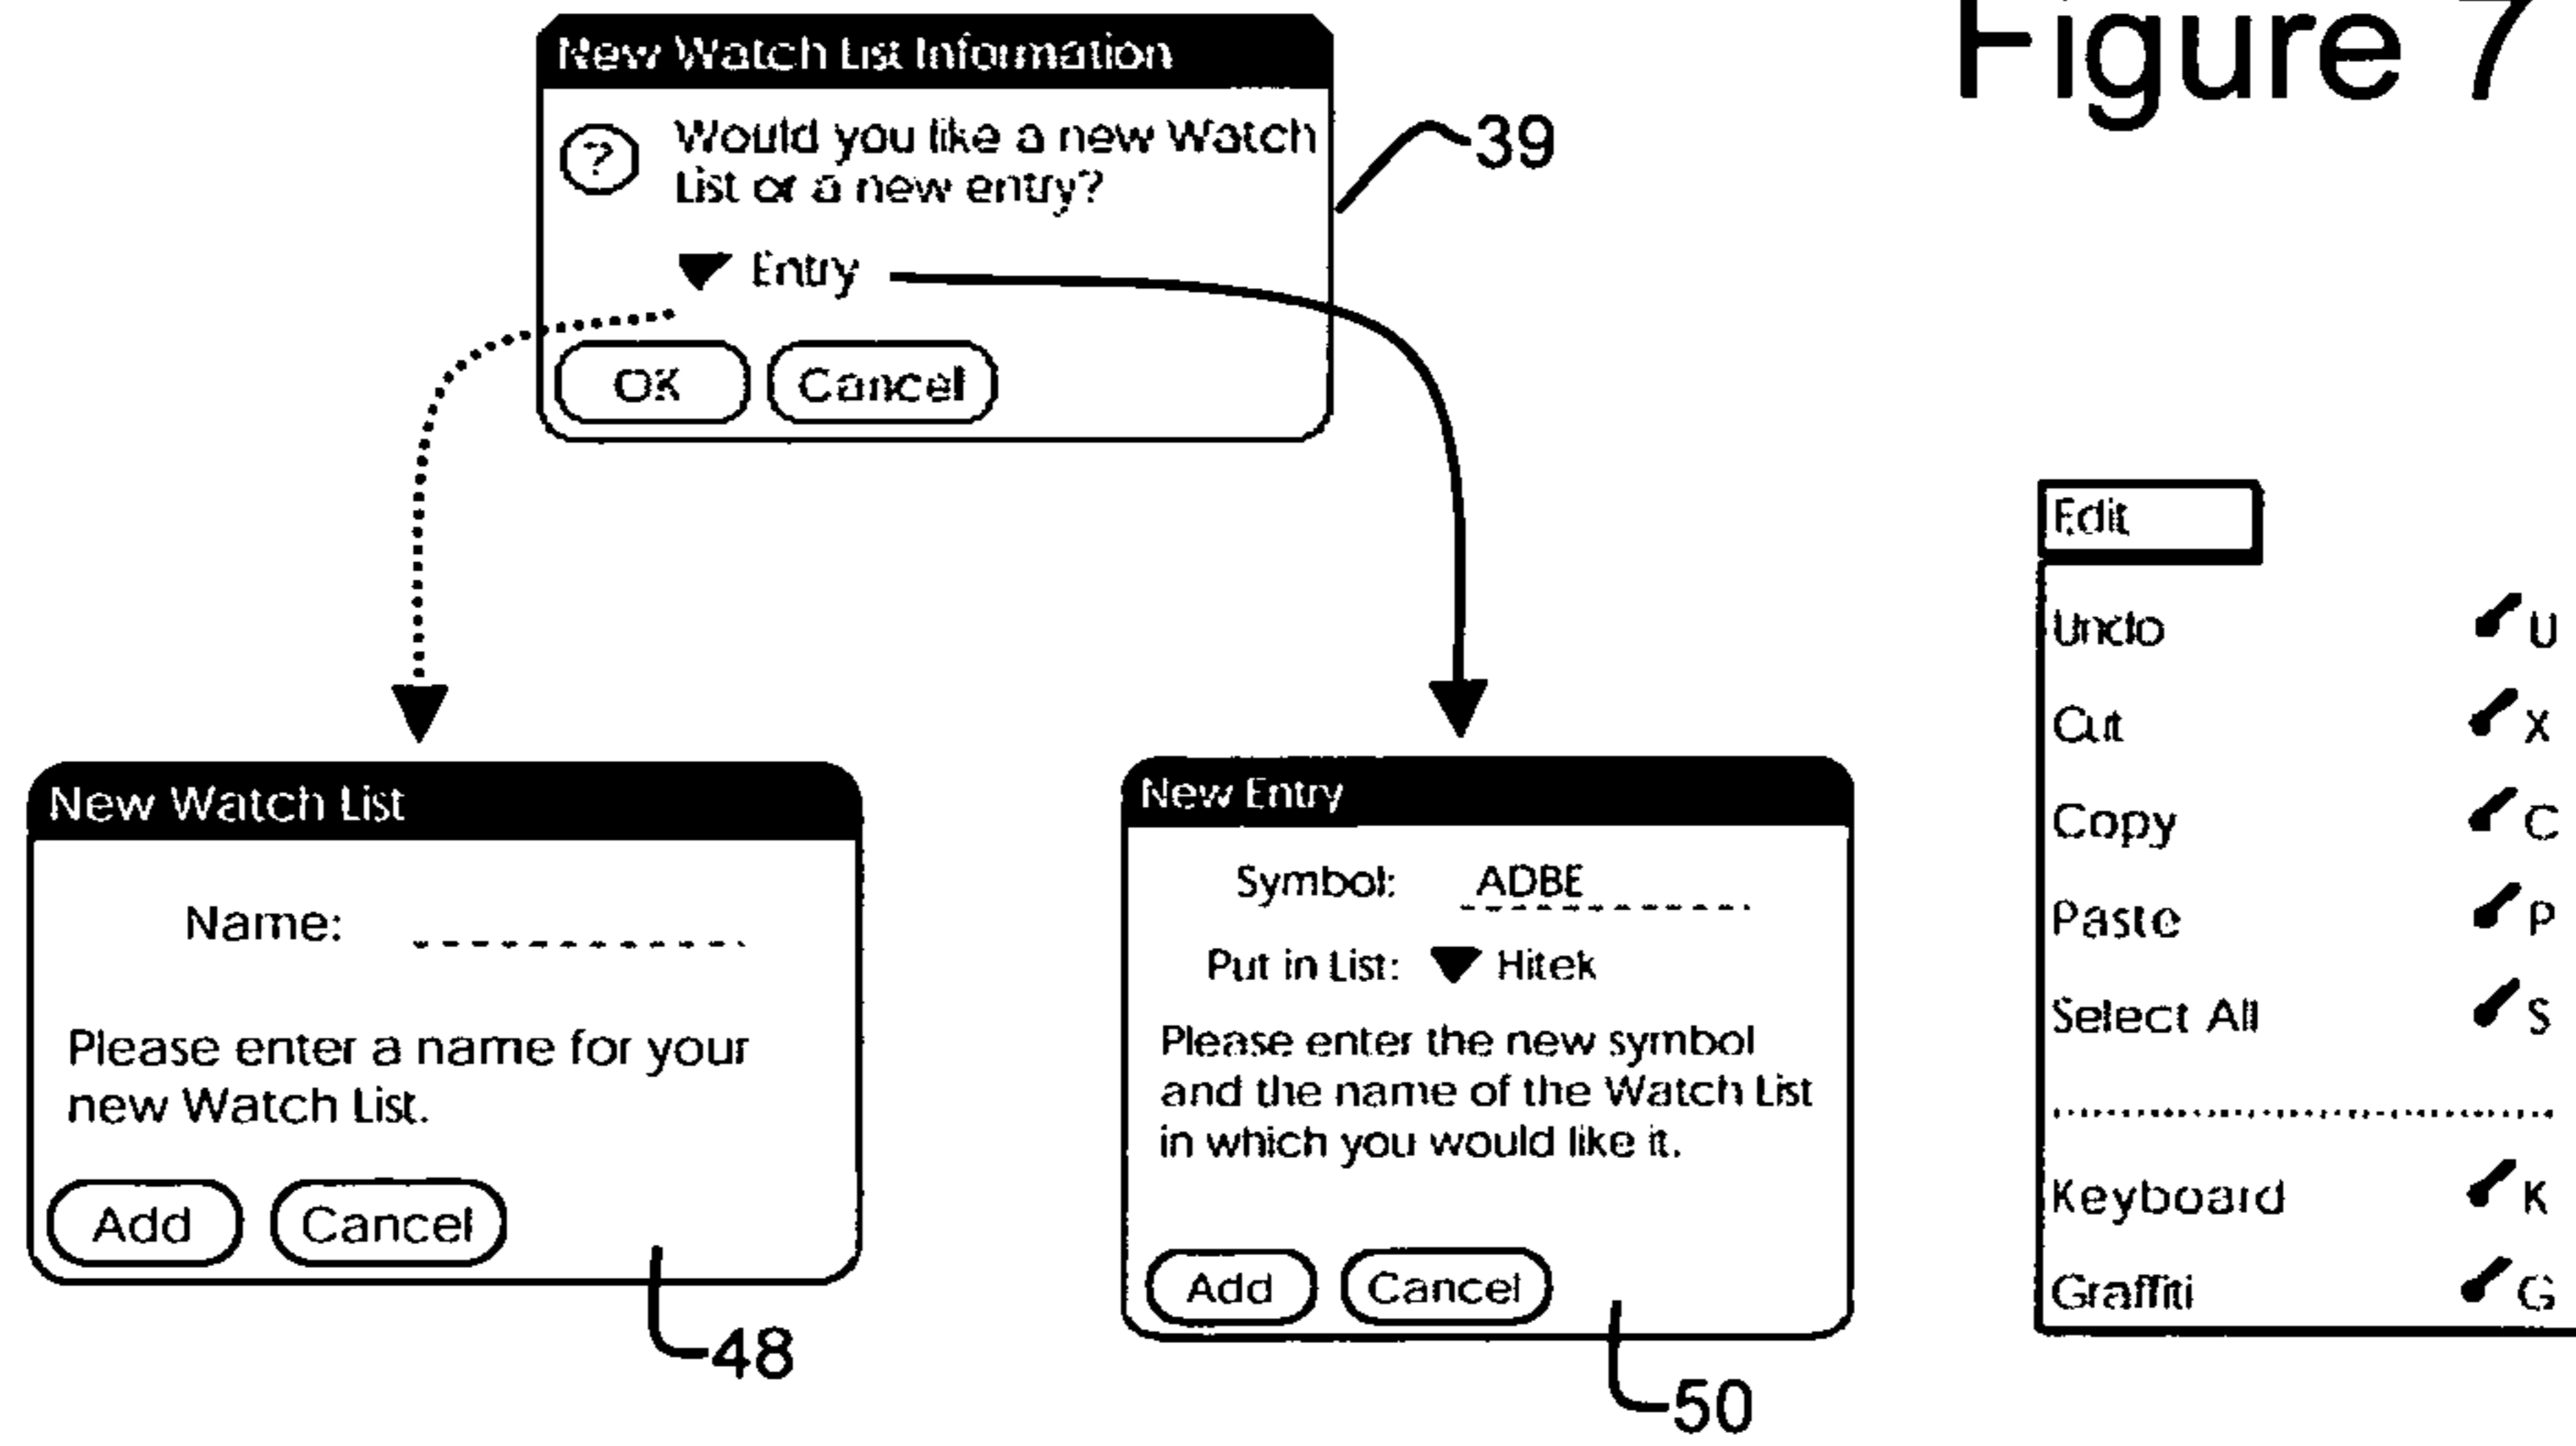 Figure 7
New Watch List Information
?
Would you like a new Watch
List or a new entry?
Entry
OK
Cancel
39
New Watch List
Name:
Please enter a name for your
new Watch List.
Add
Cancel
48
New Entry
Symbol: ADBE
Put in List: Hitek
Please enter the new symbol
and the name of the Watch List
in which you would like it.
Add
Cancel
50
Edit
Undo U
Cut X
Copy C
Paste P
Select All S
Keyboard K
Graffiti G